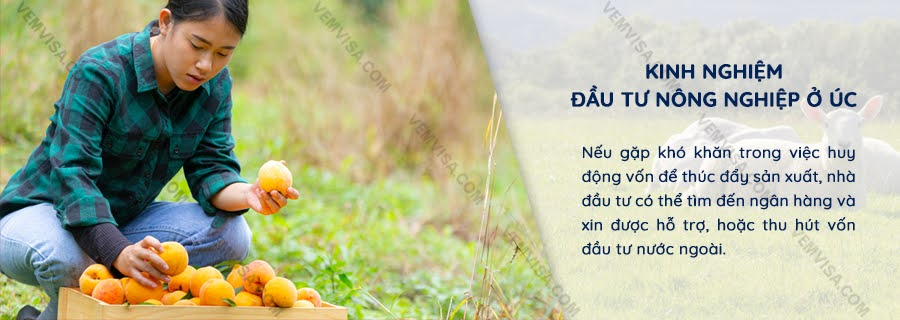 KINH NGHIỆM
ĐẦU TƯ NÔNG NGHIỆP Ở ÚC
Nếu gặp khó khăn trong việc huy
động vốn để thúc đẩy sản xuất, nhà
đầu tư có thể tìm đến ngân hàng và
xin được hỗ trợ, hoặc thu hút vốn
đầu tư nước ngoài.
VEMVISA.COM
VEMVISA.COM
VEMVISA.COM
VEMVISA.COM
VEMVISA.COM
VEMVISA.COM
VEMVISA.COM